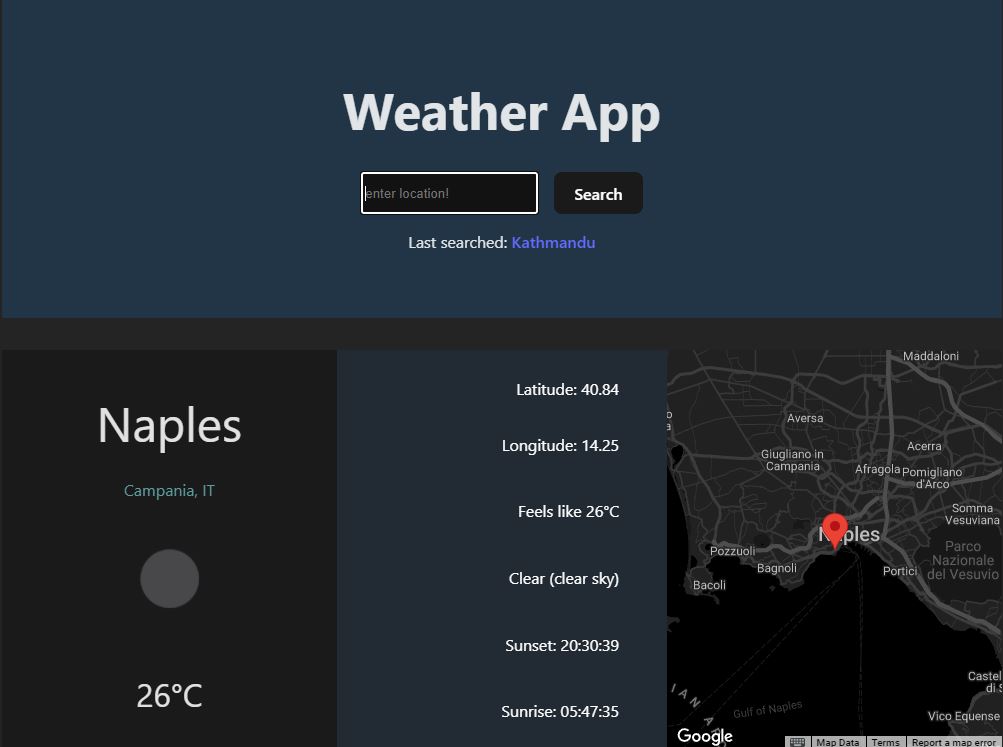 Weather App
enter location!
Search
Last searched: Kathmandu
Naples
Campania, IT
26°C
Latitude: 40.84
Longitude: 14.25
Feels like 26°C
Clear (clear sky)
Sunset: 20:30:39
Sunrise: 05:47:35
Maddaloni
Aversa
Giugliano in
Campania
Acerra
Afragola
Pomigliano
d'Arco
Somma
Vesuviana
Naples
Parco
Nazionale
del Vesuvio
Pozzuoli
Bagnoli
Portici
Bacoli
Castel
di S
Gulf of Naples
Vico Equense
Google
Map Data
Terms
Report a map error